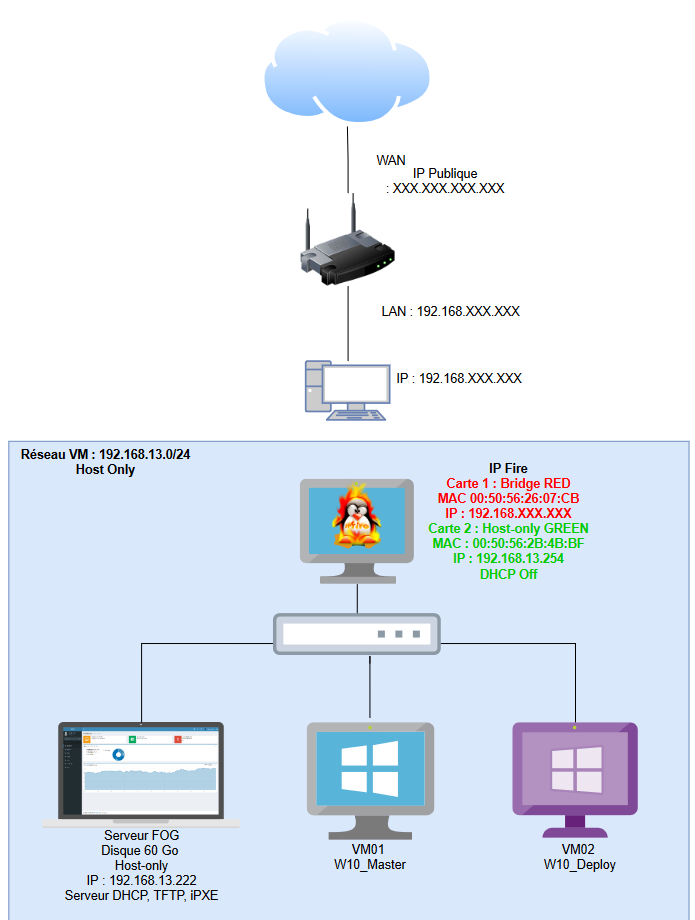 WAN
IP Publique
: XXX.XXX.XXX.XXX
LAN : 192.168.XXX.XXX
IP : 192.168.XXX.XXX
Réseau VM : 192.168.13.0/24
Host Only
IP Fire
Carte 1 : Bridge RED
MAC 00:50:56:26:07:CB
IP : 192.168.XXX.XXX
Carte 2 : Host-only GREEN
MAC : 00:50:56:2B:4B:BF
IP : 192.168.13.254
DHCP Off
Serveur FOG
Disque 60 Go
Host-only
IP : 192.168.13.222
Serveur DHCP, TFTP, iPXE
VM01
W10_Master
VM02
W10_Deploy